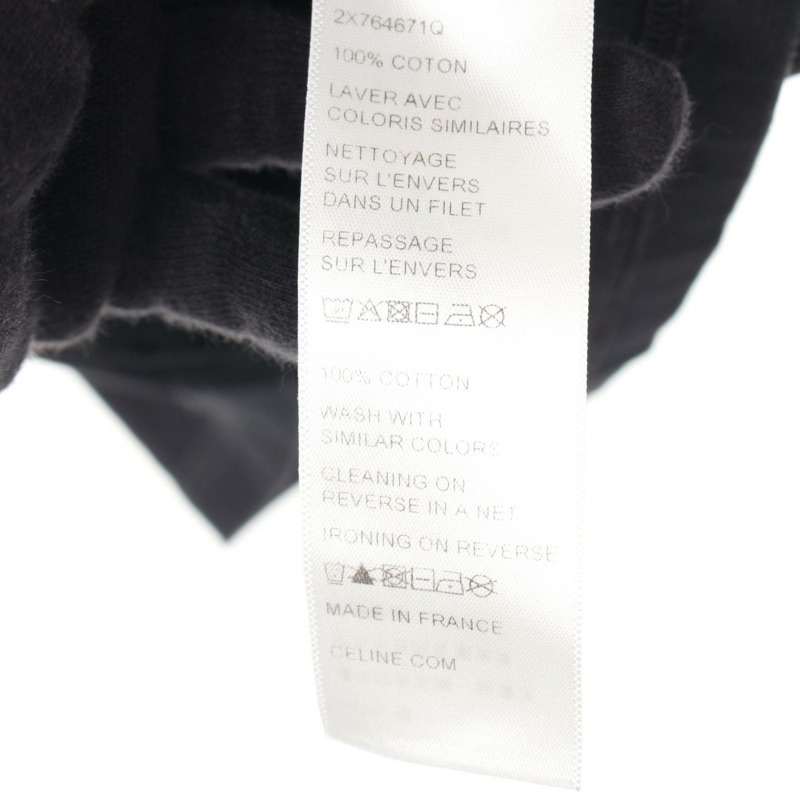 2X764671Q
100% COTON
LAVER AVEC
COLORIS SIMILAIRES
NETTOYAGE
SUR L'ENVERS
DANS UN FILET
REPASSAGE
SUR L'ENVERS
100% COTTON
WASH WITH
SIMILAR COLORS
CLEANING ON
REVERSE IN A NET
IRONING ON REVERSE
MADE IN FRANCE
CELINE.COM